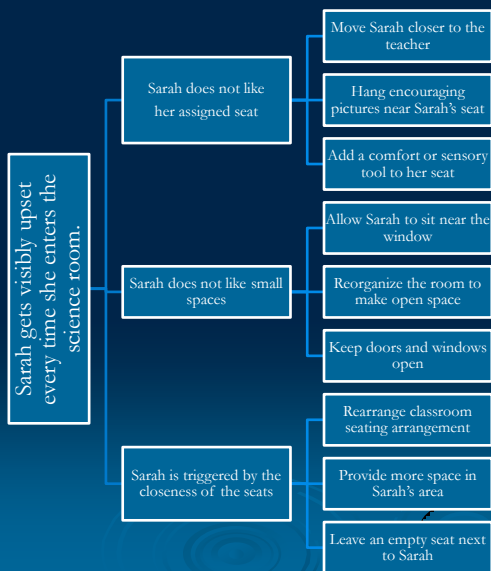 Sarah gets visibly upset
every time she enters the
science room.
Sarah does not like
her assigned seat
Move Sarah closer to the
teacher
Hang encouraging
pictures near Sarah's seat
Add a comfort or sensory
tool to her seat
Sarah does not like small
spaces
Allow Sarah to sit near the
window
Reorganize the room to
make open space
Keep doors and windows
open
Sarah is triggered by the
closeness of the seats
Rearrange classroom
seating arrangement
Provide more space in
Sarah's area
Leave an empty seat next
to Sarah